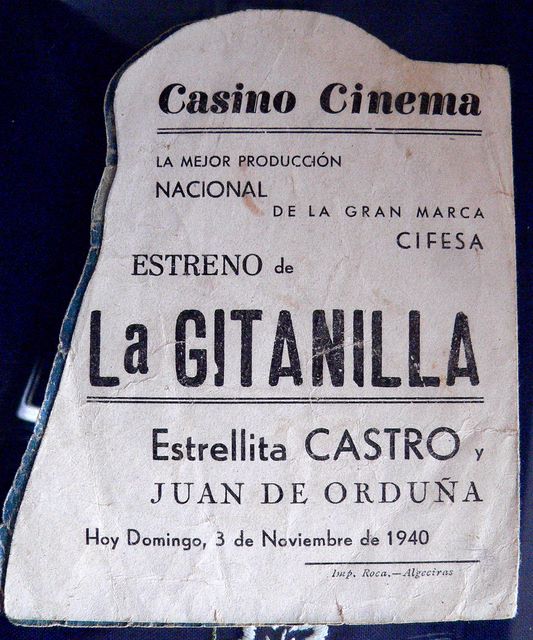 Casino Cinema
LA MEJOR PRODUCCIÓN
NACIONAL
DE LA GRAN MARCA
CIFESA
ESTRENO de
La GITANILLA
Estrellita CASTRO y
JUAN DE ORDUÑA
Hoy Domingo, 3 de Noviembre de 1940
Imp. Roca.—Algeciras